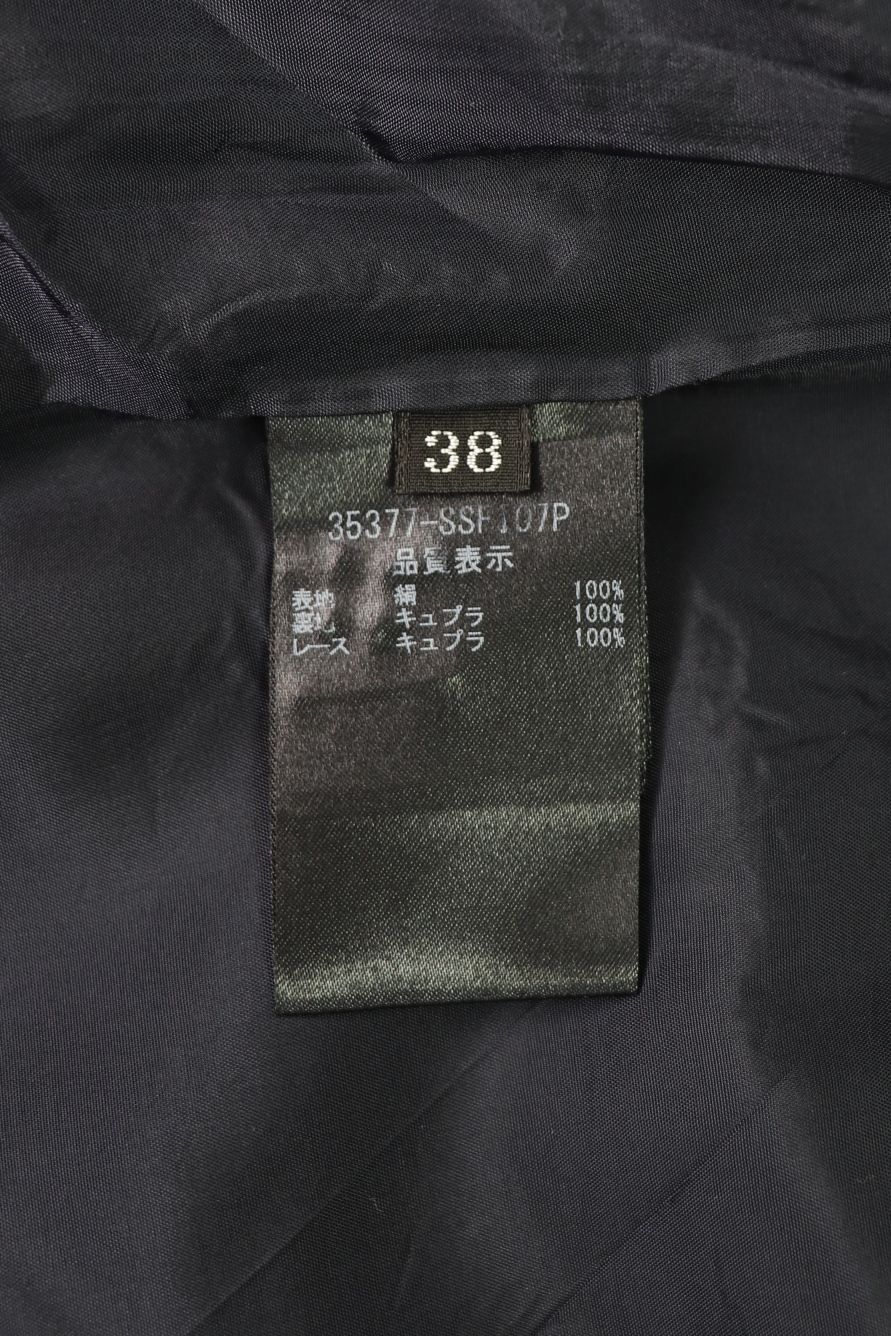 38
35377-SSF107P
品質表示
表地 絹 100%
裏地 キュプラ 100%
レース キュプラ 100%